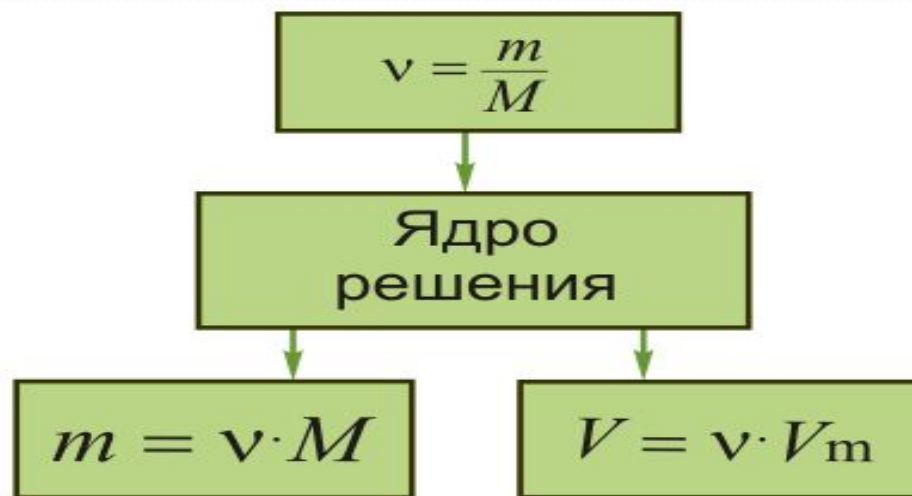 ν = m/M
Ядро
решения
m = ν · M
V = ν · Vm